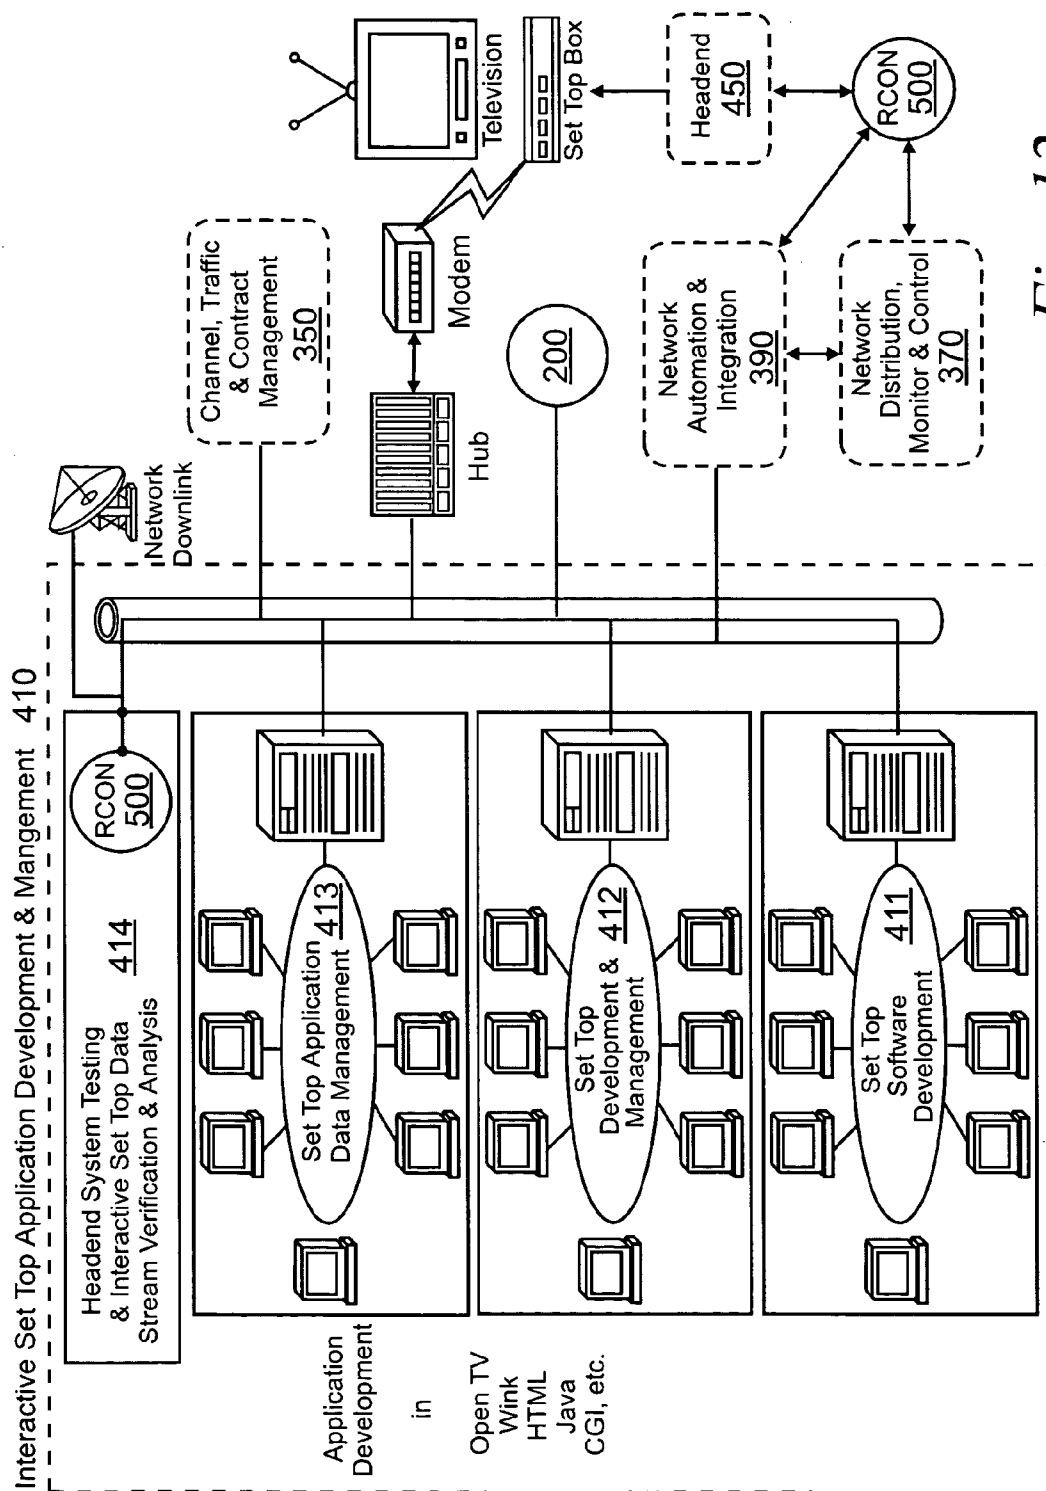 Interactive Set Top Application Development & Mangement 410
Headend System Testing
& Interactive Set Top Data
Stream Verification & Analysis
414
RCON
500
Network
Downlink
Set Top Application
Data Management
413
Set Top
Development &
Management
412
Set Top
Software
Development
411
Application
Development
in
Open TV
Wink
HTML
Java
CGI, etc.
Channel, Traffic
& Contract
Management
350
Hub
Modem
Television
Set Top Box
200
Network
Automation &
Integration
390
Network
Distribution,
Monitor & Control
370
Headend
450
RCON
500